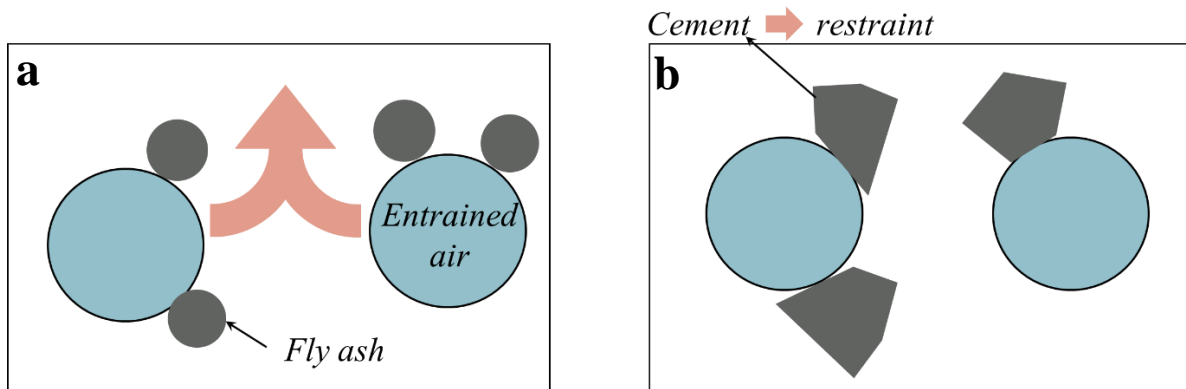 a
Entrained
air
Fly ash
Cement restraint
b